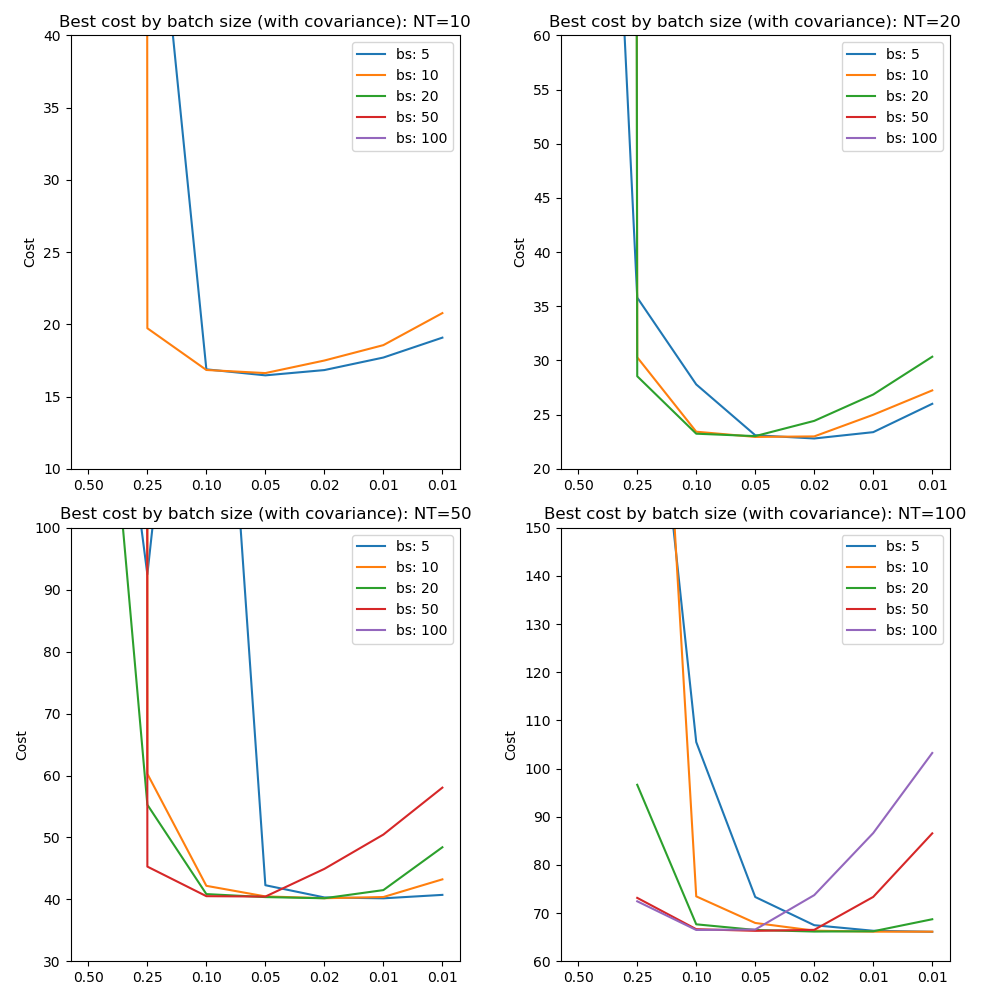 Best cost by batch size (with covariance): NT=10
40
35
30
25
20
15
10
Cost
bs: 5
bs: 10
bs: 20
bs: 50
bs: 100
0.50 0.25 0.10 0.05 0.02 0.01 0.01
Best cost by batch size (with covariance): NT=20
60
55
50
45
40
35
30
25
20
Cost
bs: 5
bs: 10
bs: 20
bs: 50
bs: 100
0.50 0.25 0.10 0.05 0.02 0.01 0.01
Best cost by batch size (with covariance): NT=50
100
90
80
70
60
50
40
30
Cost
bs: 5
bs: 10
bs: 20
bs: 50
bs: 100
0.50 0.25 0.10 0.05 0.02 0.01 0.01
Best cost by batch size (with covariance): NT=100
150
140
130
120
110
100
90
80
70
60
Cost
bs: 5
bs: 10
bs: 20
bs: 50
bs: 100
0.50 0.25 0.10 0.05 0.02 0.01 0.01